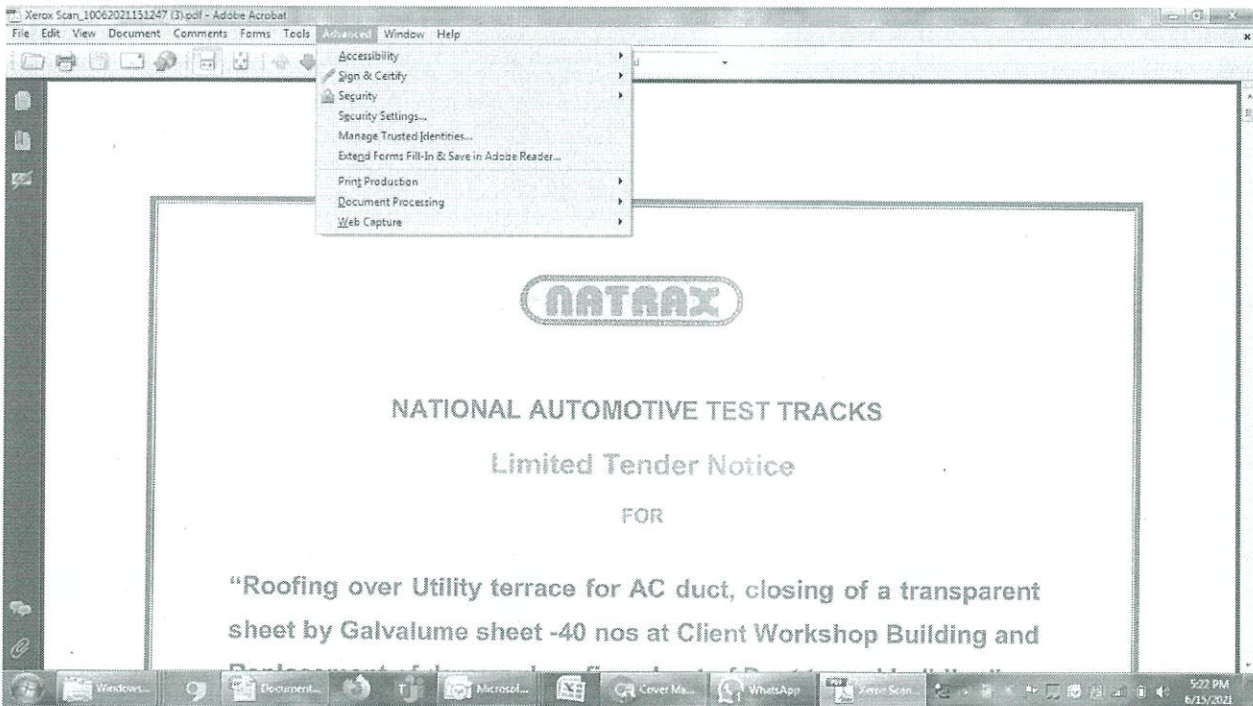 Xerox Scan_10062021151247 (3).pdf - Adobe Acrobat
File Edit View Document Comments Forms Tools Advanced Window Help
Accessibility
Sign & Certify
Security
Security Settings...
Manage Trusted Identities...
Extend Forms Fill-In & Save in Adobe Reader...
Print Production
Document Processing
Web Capture
NATRAX
NATIONAL AUTOMOTIVE TEST TRACKS
Limited Tender Notice
FOR
“Roofing over Utility terrace for AC duct, closing of a transparent
sheet by Galvalume sheet -40 nos at Client Workshop Building and
Windows... Document... Microsof... Cover Ma... WhatsApp Xerox Scan... 5:22 PM
6/15/2021